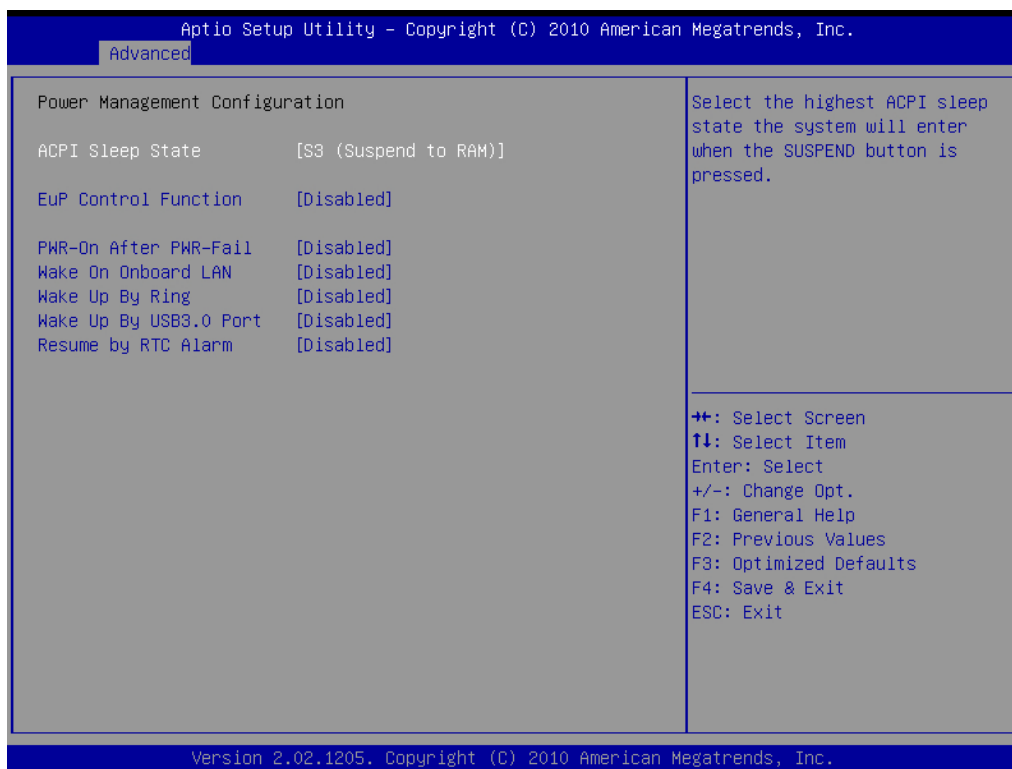 Aptio Setup Utility – Copyright (C) 2010 American Megatrends, Inc.
Advanced
Power Management Configuration
ACPI Sleep State [S3 (Suspend to RAM)]
EuP Control Function [Disabled]
PWR-On After PWR-Fail [Disabled]
Wake On Onboard LAN [Disabled]
Wake Up By Ring [Disabled]
Wake Up By USB3.0 Port [Disabled]
Resume by RTC Alarm [Disabled]
Select the highest ACPI sleep
state the system will enter
when the SUSPEND button is
pressed.
→←: Select Screen
↑↓: Select Item
Enter: Select
+/-: Change Opt.
F1: General Help
F2: Previous Values
F3: Optimized Defaults
F4: Save & Exit
ESC: Exit
Version 2.02.1205. Copyright (C) 2010 American Megatrends, Inc.